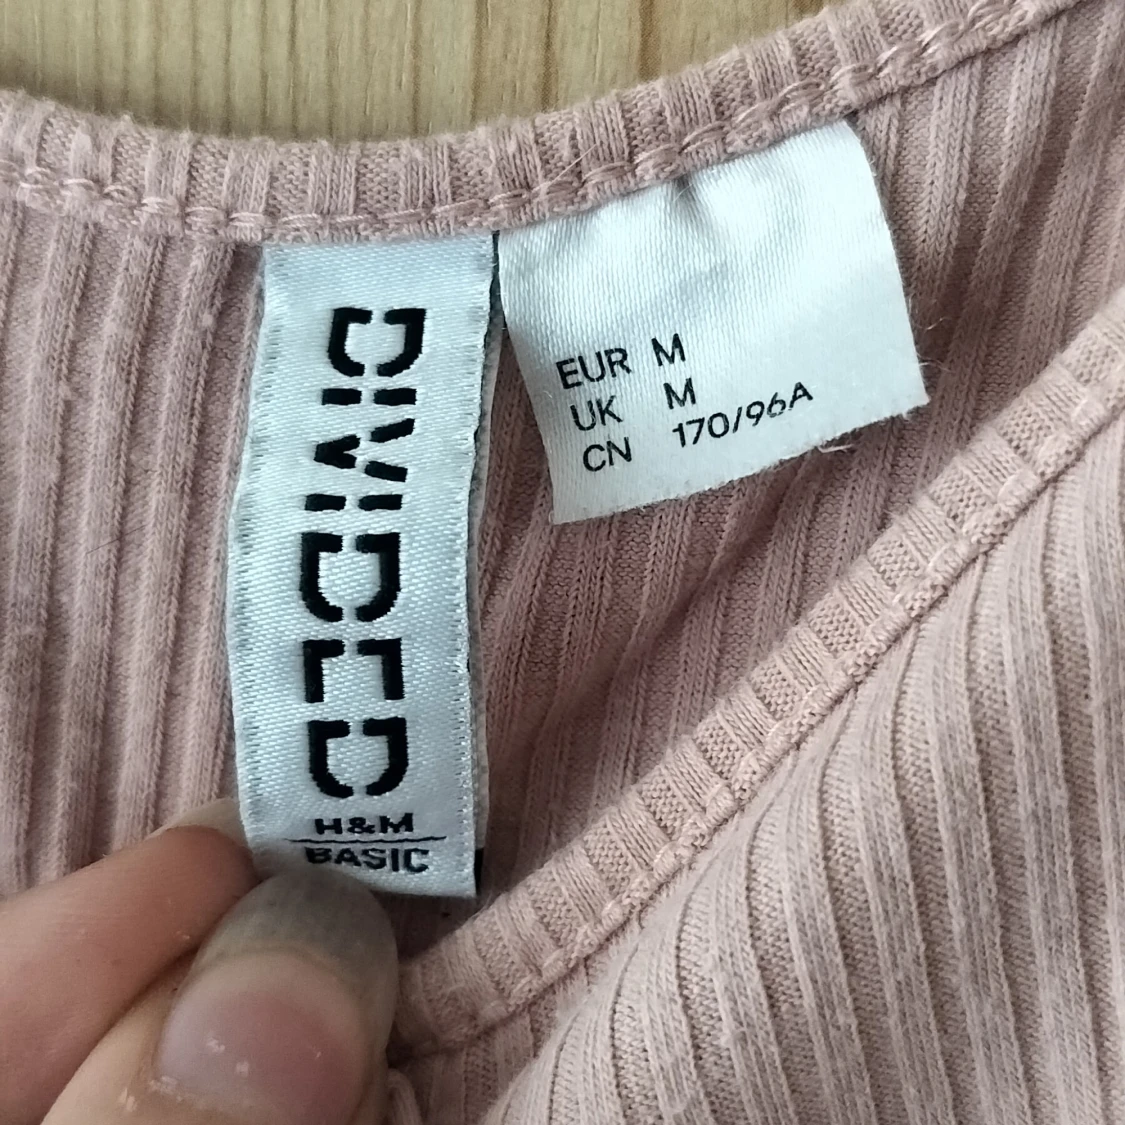 DIVIDED
H&M
BASIC
EUR M
UK M
CN 170/96A